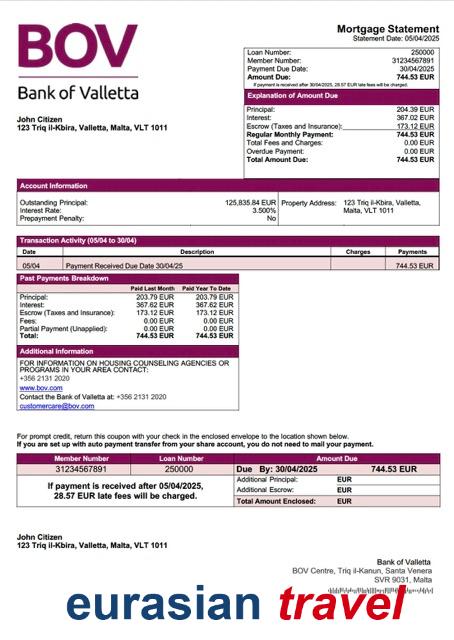 BOV
Bank of Valletta
Mortgage Statement
Statement Date: 05/04/2025
Loan Number: 250000
Member Number: 31234567891
Payment Due Date: 30/04/2025
Amount Due: 744.53 EUR
If payment is received after 30/04/2025, 28.57 EUR late fees will be charged.
John Citizen
123 Triq il-Kbira, Valletta, Malta, VLT 1011
Explanation of Amount Due
Principal: 204.39 EUR
Interest: 367.02 EUR
Escrow (Taxes and Insurance): 173.12 EUR
Regular Monthly Payment: 744.53 EUR
Total Fees and Charges: 0.00 EUR
Overdue Payment: 0.00 EUR
Total Amount Due: 744.53 EUR
Account Information
Outstanding Principal: 125,835.84 EUR
Interest Rate: 3.500%
Prepayment Penalty: No
Property Address: 123 Triq il-Kbira, Valletta,
Malta, VLT 1011
Transaction Activity (05/04 to 30/04)
Date Description Charges Payments
05/04 Payment Received Due Date 30/04/25 744.53 EUR
Past Payments Breakdown
Paid Last Month Paid Year To Date
Principal: 203.79 EUR 203.79 EUR
Interest: 367.62 EUR 367.62 EUR
Escrow (Taxes and Insurance): 173.12 EUR 173.12 EUR
Fees: 0.00 EUR 0.00 EUR
Partial Payment (Unapplied): 0.00 EUR 0.00 EUR
Total: 744.53 EUR 744.53 EUR
Additional Information
FOR INFORMATION ON HOUSING COUNSELING AGENCIES OR
PROGRAMS IN YOUR AREA CONTACT:
+356 2131 2020
www.bov.com
Contact the Bank of Valletta at: +356 2131 2020
customercare@bov.com
For prompt credit, return this coupon with your check in the enclosed envelope to the location shown below.
If you are set up with auto payment transfer from your share account, you do not need to mail your payment.
Member Number Loan Number Amount Due
31234567891 250000 Due By: 30/04/2025 744.53 EUR
If payment is received after 05/04/2025,
28.57 EUR late fees will be charged.
Additional Principal: EUR
Additional Escrow: EUR
Total Amount Enclosed: EUR
John Citizen
123 Triq il-Kbira, Valletta, Malta, VLT 1011
Bank of Valletta
BOV Centre, Triq il-Kanun, Santa Venera
SVR 9031, Malta
eurasian travel